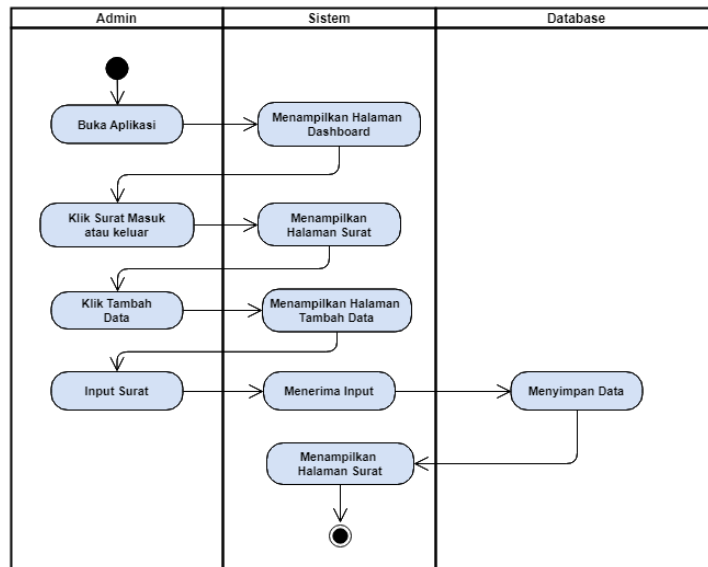 Admin
Sistem
Database
Buka Aplikasi
Menampilkan Halaman
Dashboard
Klik Surat Masuk
atau keluar
Menampilkan
Halaman Surat
Klik Tambah
Data
Menampilkan Halaman
Tambah Data
Input Surat
Menerima Input
Menyimpan Data
Menampilkan
Halaman Surat